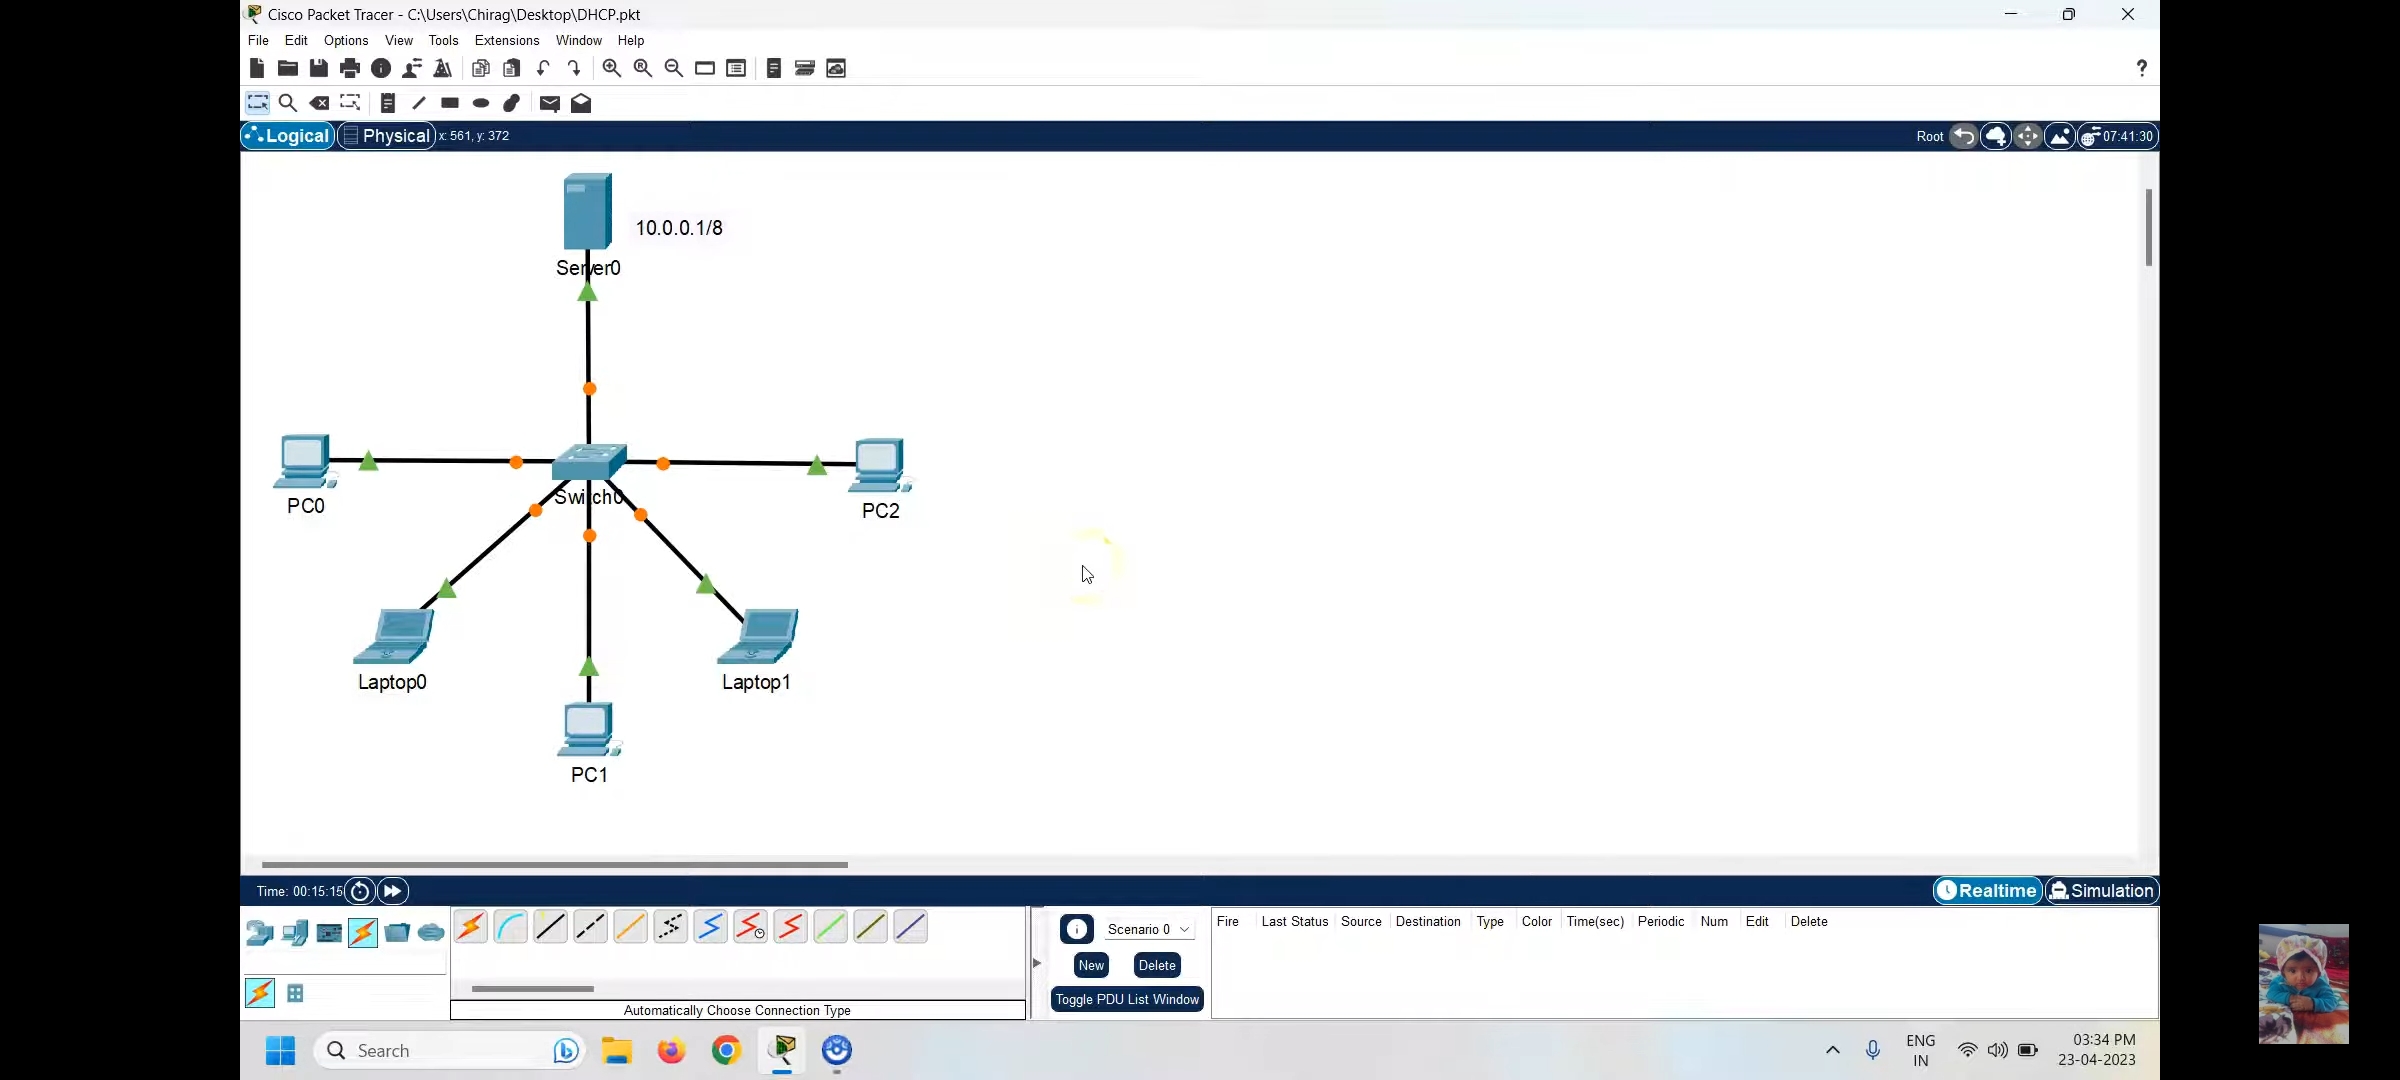 Cisco Packet Tracer - C:\Users\Chirag\Desktop\DHCP.pkt
File Edit Options View Tools Extensions Window Help
?
Logical Physical x: 561, y: 372 Root 07:41:30
10.0.0.1/8
Server0
PC0
Switch0
PC2
Laptop0
Laptop1
PC1
Time: 00:15:15 Realtime Simulation
Scenario 0
Fire Last Status Source Destination Type Color Time(sec) Periodic Num Edit Delete
New Delete
Toggle PDU List Window
Automatically Choose Connection Type
Search
ENG
IN
03:34 PM
23-04-2023